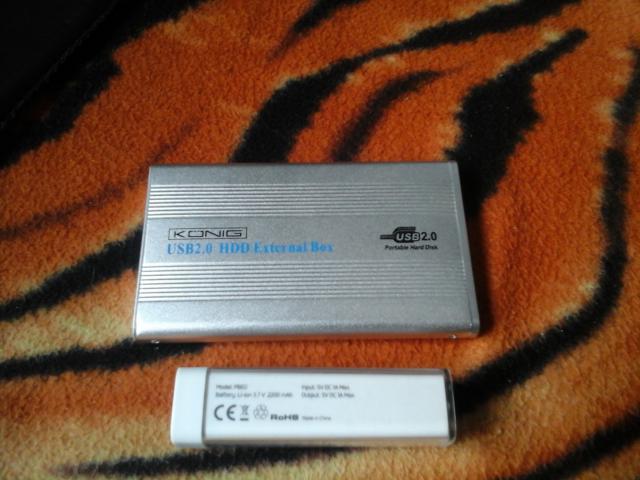 KÖNIG
USB2.0 HDD External Box
USB2.0
Portable Hard Disk
Model: PB02
Battery: Li-ion 3.7 V 2200 mAh
Input: 5V DC 1A Max
Output: 5V DC 1A Max
CE RoHS Made in China